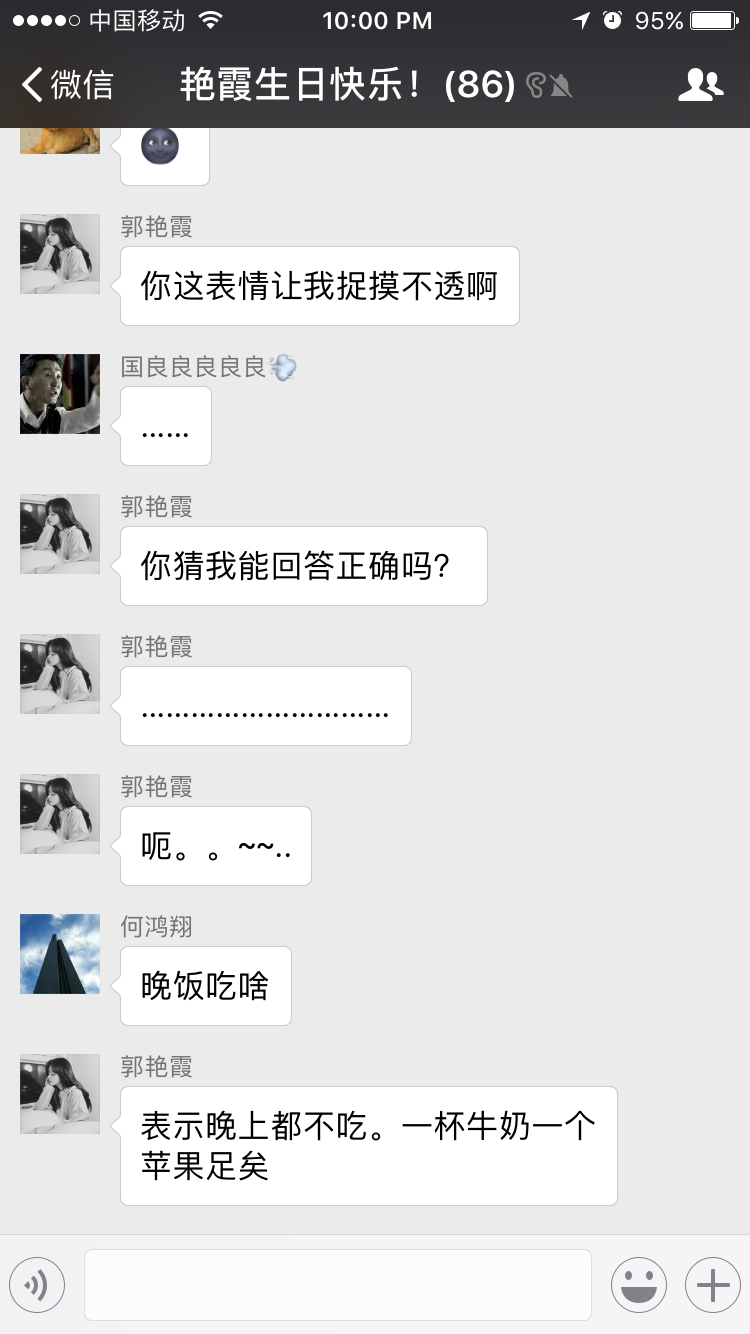 中国移动 10:00 PM 95%
微信 艳霞生日快乐！(86)
郭艳霞
你这表情让我捉摸不透啊
国良良良良良
......
郭艳霞
你猜我能回答正确吗?
郭艳霞
..............................
郭艳霞
呃。。~~..
何鸿翔
晚饭吃啥
郭艳霞
表示晚上都不吃。一杯牛奶一个
苹果足矣